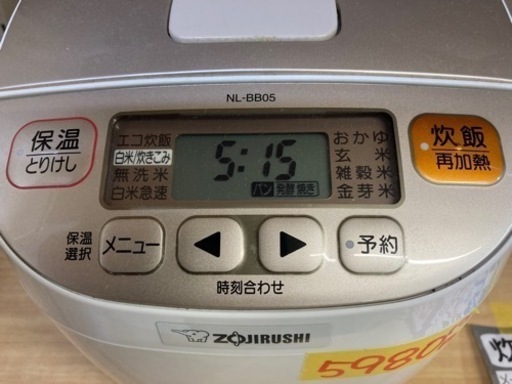 NL-BB05
保温
とりけし
エコ炊飯
白米/炊きこみ
無洗米
白米急速
5:15
パン 発酵 焼き
おかゆ
玄米
雑穀米
金芽米
炊飯
再加熱
保温
選択
メニュー
予約
時刻合わせ
ZOJIRUSHI
5980
炊